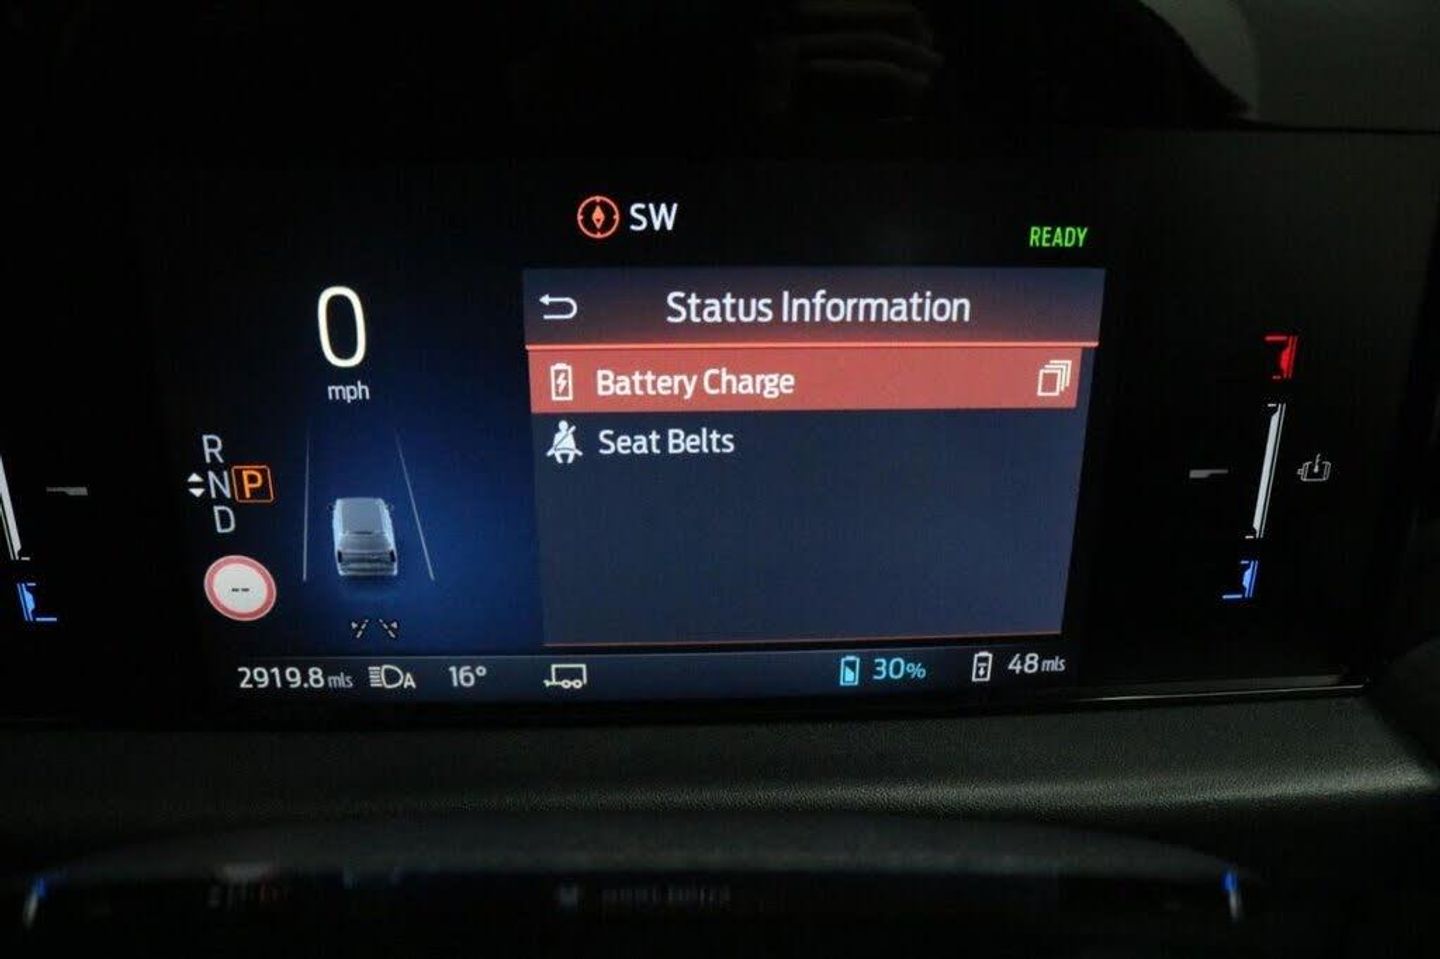 SW
READY
Status Information
0
mph
Battery Charge
Seat Belts
R
N P
D
--
2919.8 mls A 16° 30% 48 mls